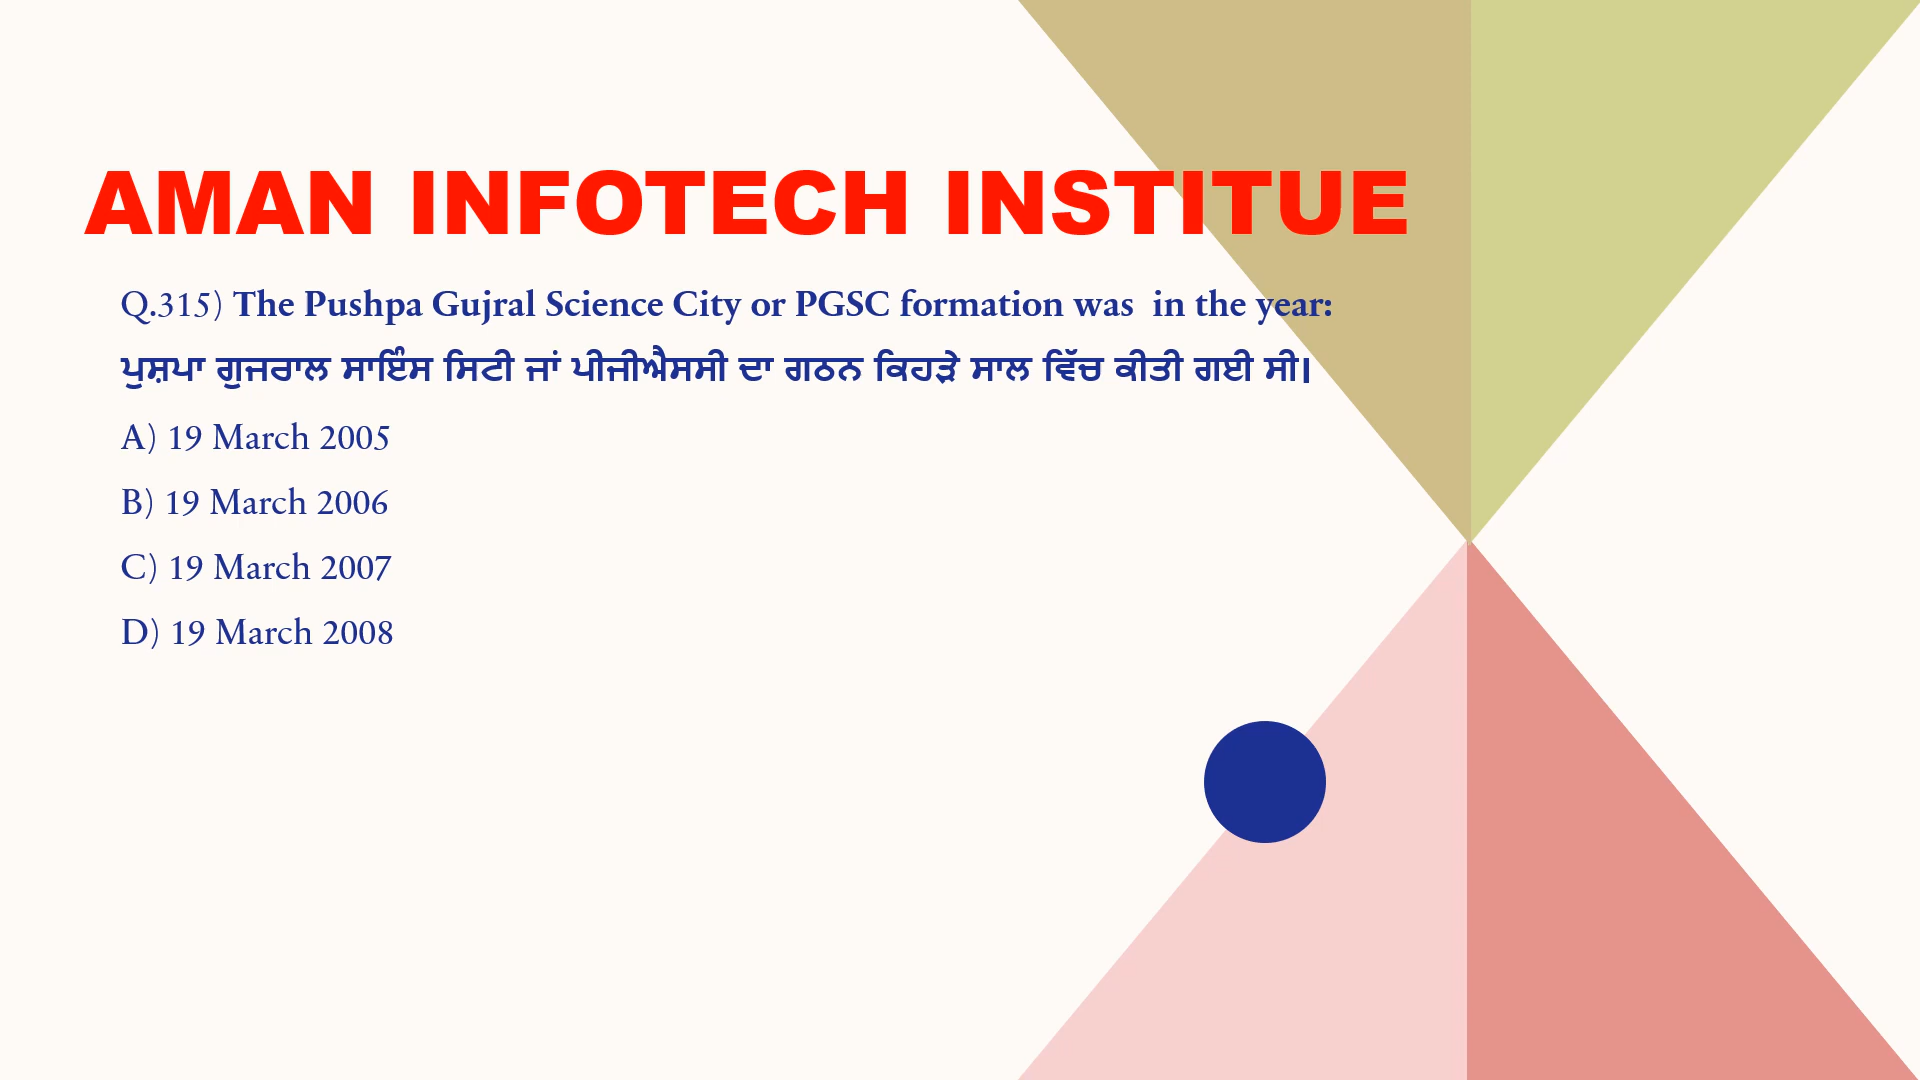 AMAN INFOTECH INSTITUE
Q.315) The Pushpa Gujral Science City or PGSC formation was  in the year:
ਪੁਸ਼ਪਾ ਗੁਜਰਾਲ ਸਾਇੰਸ ਸਿਟੀ ਜਾਂ ਪੀਜੀਐਸਸੀ ਦਾ ਗਠਨ ਕਿਹੜੇ ਸਾਲ ਵਿੱਚ ਕੀਤੀ ਗਈ ਸੀ।
A) 19 March 2005
B) 19 March 2006
C) 19 March 2007
D) 19 March 2008